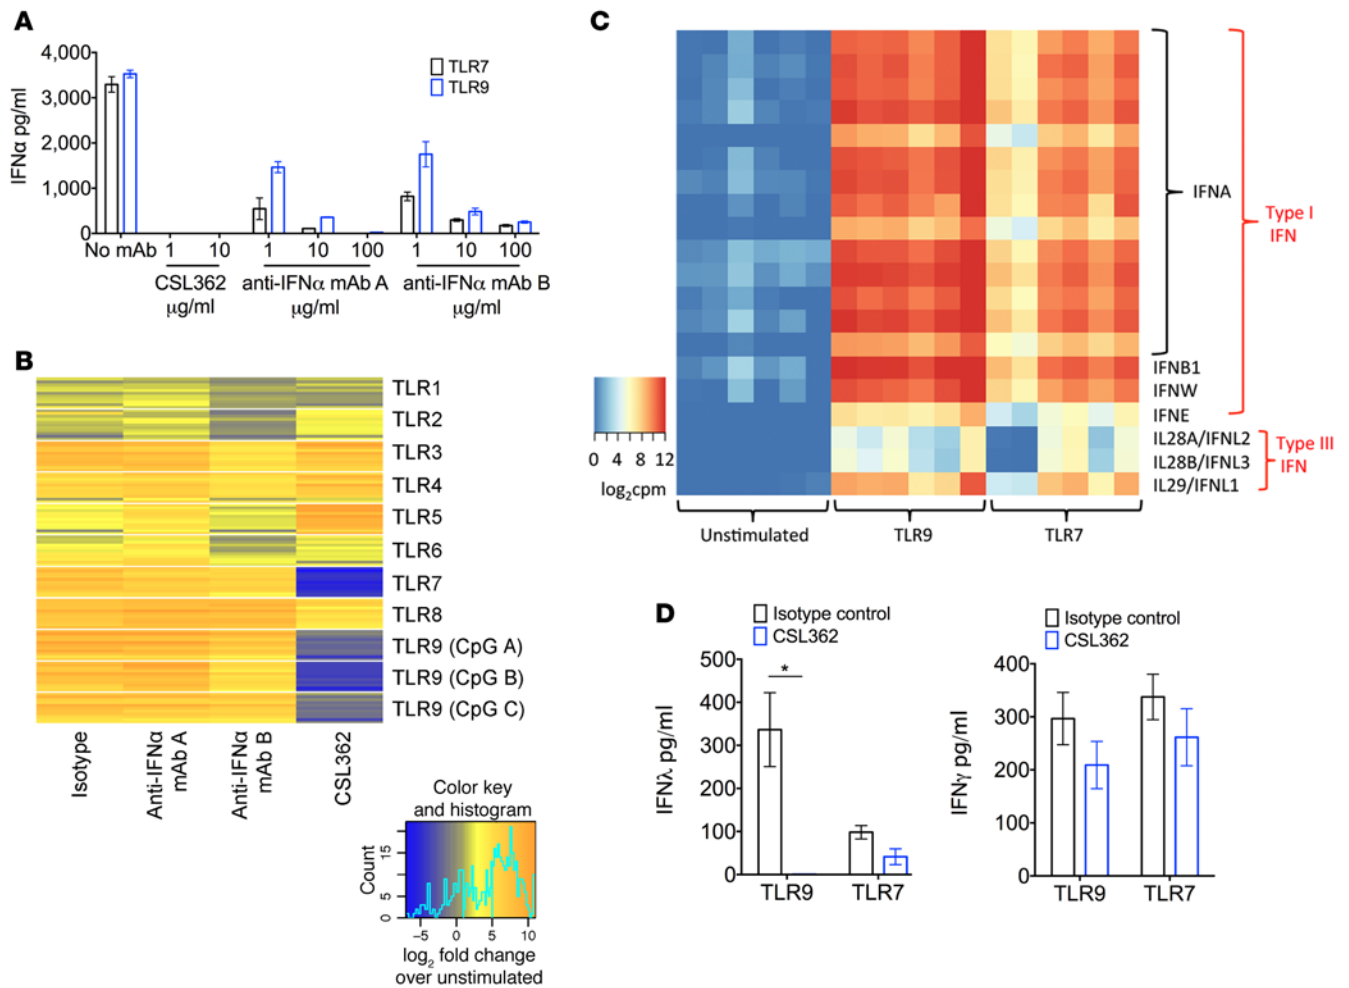 A
4,000
3,000
2,000
1,000
0
IFNα pg/ml
TLR7
TLR9
No mAb
1 10 1 10 100 1 10 100
CSL362
μg/ml
anti-IFNα mAb A
μg/ml
anti-IFNα mAb B
μg/ml
B
TLR1
TLR2
TLR3
TLR4
TLR5
TLR6
TLR7
TLR8
TLR9 (CpG A)
TLR9 (CpG B)
TLR9 (CpG C)
Isotype
Anti-IFNα
mAb A
Anti-IFNα
mAb B
CSL362
Color key
and histogram
Count
0 5 15
−5 0 5 10
log2 fold change
over unstimulated
C
IFNA
Type I
IFN
IFNB1
IFNW
IFNE
IL28A/IFNL2
IL28B/IFNL3
IL29/IFNL1
Type III
IFN
0 4 8 12
log2cpm
Unstimulated
TLR9
TLR7
D
Isotype control
CSL362
*
500
400
300
200
100
0
IFNλ pg/ml
TLR9
TLR7
Isotype control
CSL362
400
300
200
100
0
IFNγ pg/ml
TLR9
TLR7